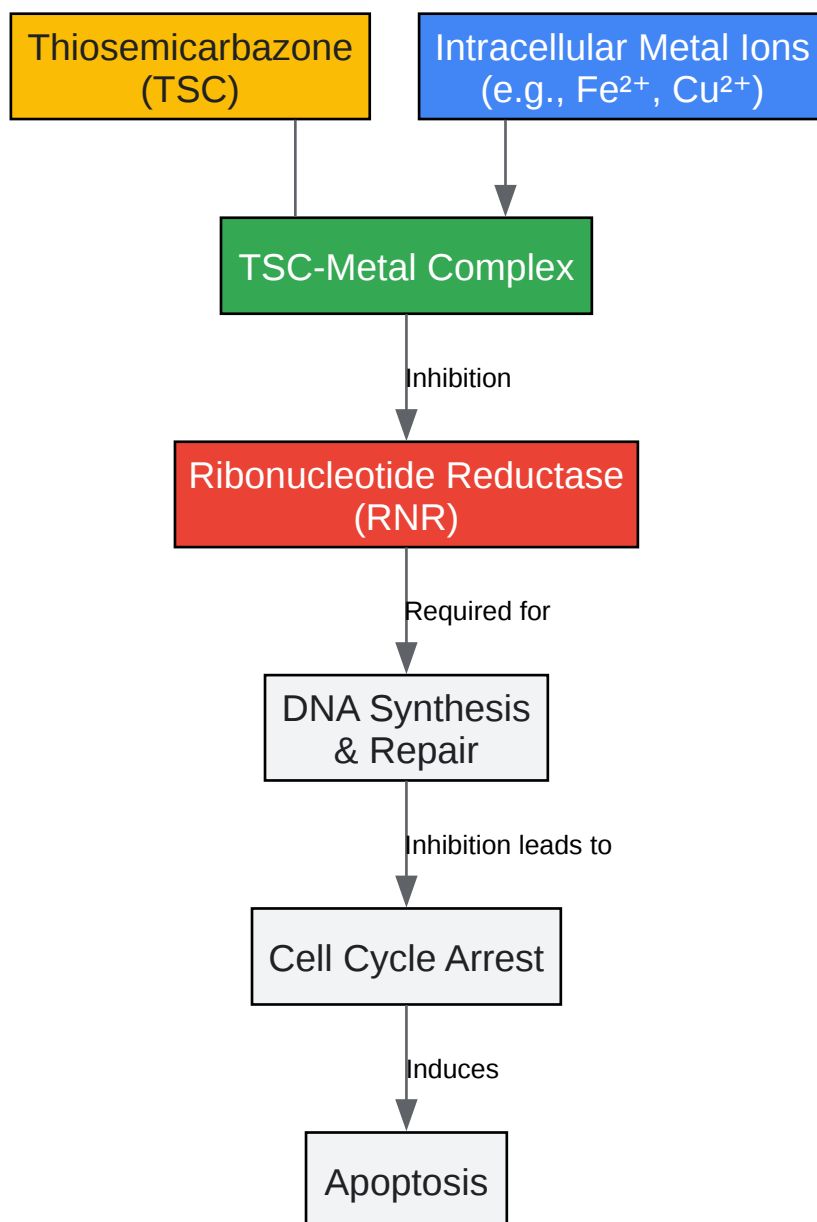 Thiosemicarbazone
(TSC)
Intracellular Metal Ions
(e.g., Fe²⁺, Cu²⁺)
TSC-Metal Complex
Inhibition
Ribonucleotide Reductase
(RNR)
Required for
DNA Synthesis
& Repair
Inhibition leads to
Cell Cycle Arrest
Induces
Apoptosis